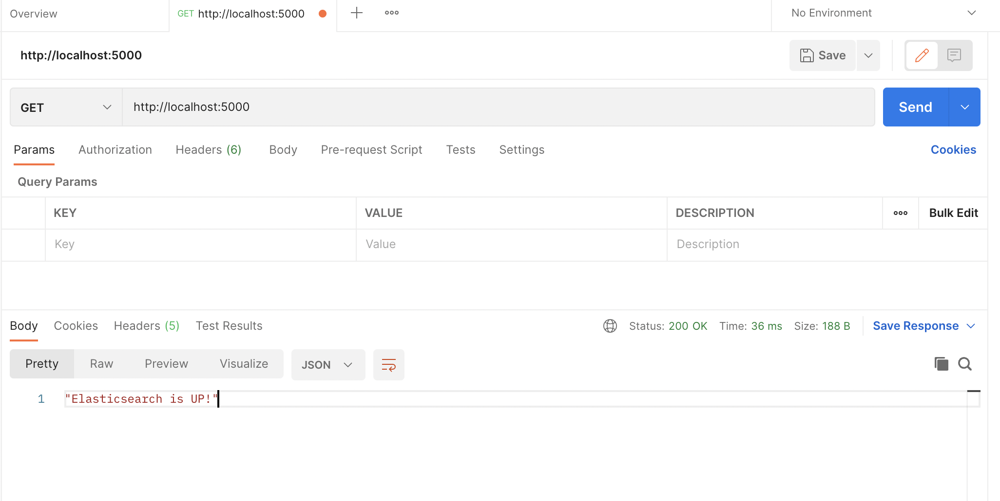 Overview
GET http://localhost:5000
No Environment
http://localhost:5000
Save
GET http://localhost:5000 Send
Params Authorization Headers (6) Body Pre-request Script Tests Settings Cookies
Query Params
KEY VALUE DESCRIPTION Bulk Edit
Key Value Description
Body Cookies Headers (5) Test Results Status: 200 OK Time: 36 ms Size: 188 B Save Response
Pretty Raw Preview Visualize JSON
1 "Elasticsearch is UP!"